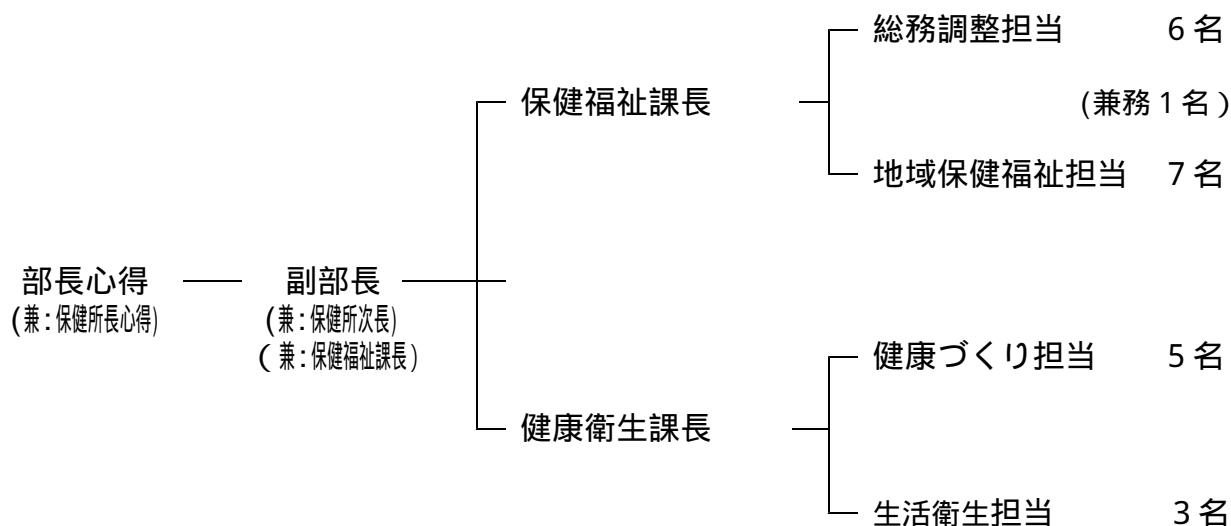 総務調整担当 6名
保健福祉課長
(兼務1名)
地域保健福祉担当 7名
部長心得
(兼:保健所長心得)
副部長
(兼:保健所次長)
(兼:保健福祉課長)
健康づくり担当 5名
健康衛生課長
生活衛生担当 3名